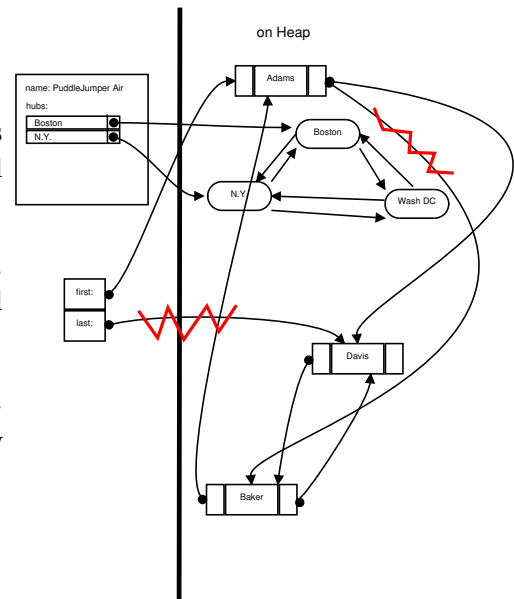 on Heap
Adams
name: PuddleJumper Air
hubs:
Boston
N.Y.
Boston
N.Y
Wash DC
first:
last:
Davis
Baker